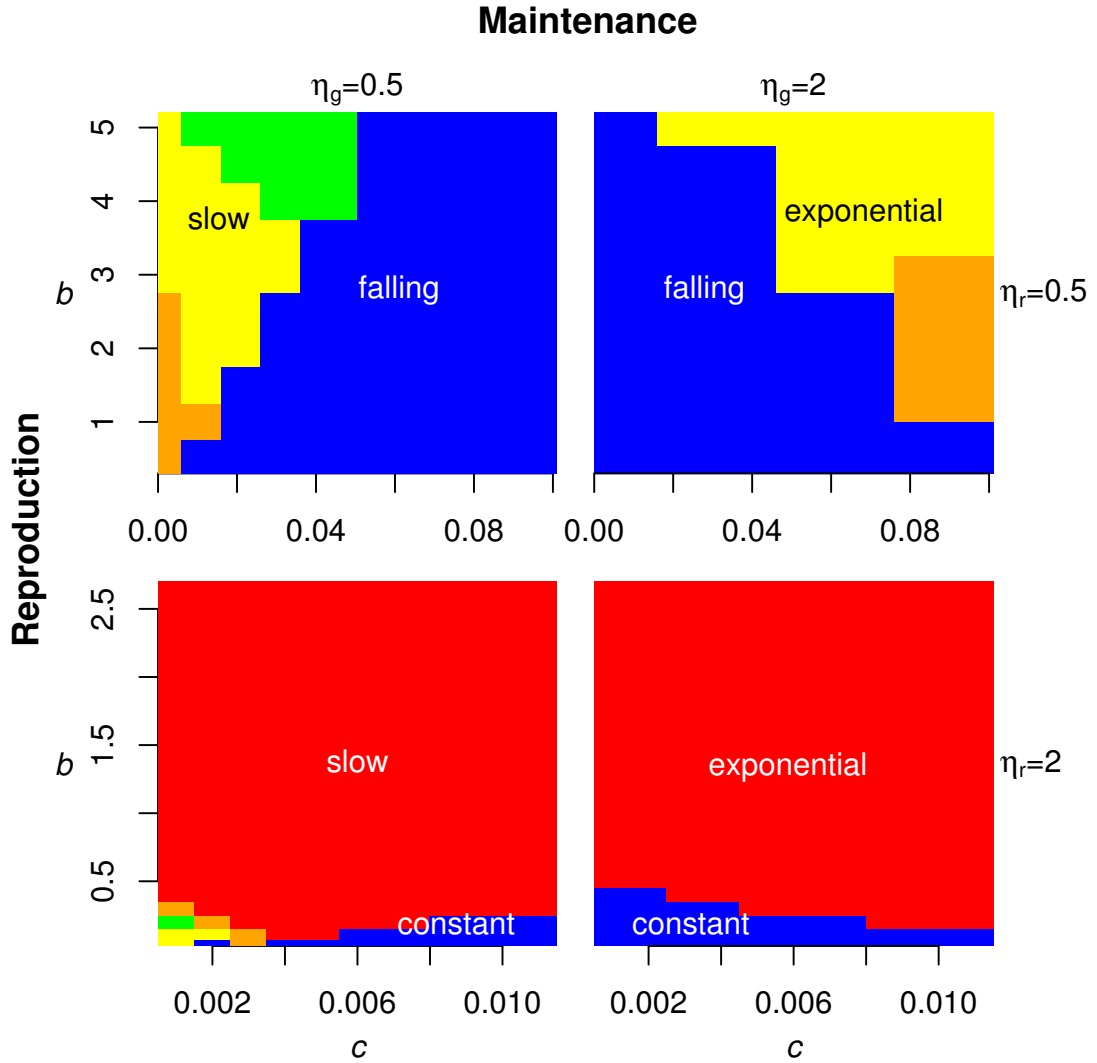 Maintenance
ηg=0.5
ηg=2
5
4
3
2
1
b
slow
falling
exponential
falling
ηr=0.5
0.00 0.04 0.08
0.00 0.04 0.08
Reproduction
2.5
1.5
0.5
b
slow
exponential
ηr=2
constant
constant
0.002 0.006 0.010
0.002 0.006 0.010
c
c